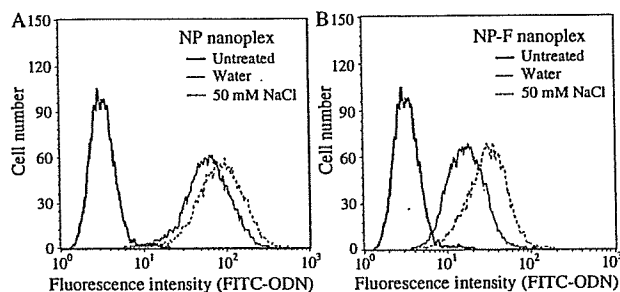 A
NP nanoplex
Untreated
Water
50 mM NaCl
Cell number
150
120
90
60
30
0
10⁰
10¹
10²
10³
Fluorescence intensity (FITC-ODN)
B
NP-F nanoplex
Untreated
Water
50 mM NaCl
Cell number
150
120
90
60
30
0
10⁰
10¹
10²
10³
Fluorescence intensity (FITC-ODN)